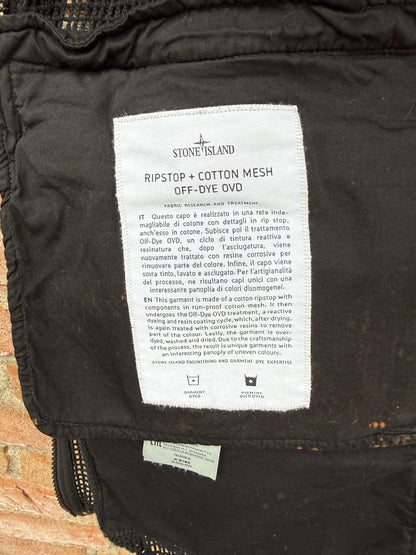 STONE ISLAND
RIPSTOP + COTTON MESH
OFF-DYE OVD
FABRIC RESEARCH AND TREATMENT
IT Questo capo è realizzato in una rete inde-
magliabile di cotone con dettagli in rip stop,
anch'esso in cotone. Subisce poi il trattamento
Off-Dye OVD, un ciclo di tintura reattiva e
resinatura che, dopo l'asciugatura, viene
nuovamente trattato con resine corrosive per
rimuovere parte del colore. Infine, il capo viene
sovra tinto, lavato e asciugato. Per l'artigianalità
del processo, ne risultano capi unici con una
interessante panoplia di colori disomogenei.
EN This garment is made of a cotton ripstop with
components in run-proof cotton mesh. It then
undergoes the Off-Dye OVD treatment, a reactive
dyeing and resin coating cycle, which, after drying,
is again treated with corrosive resins to remove
part of the colour. Lastly, the garment is over-
dyed, washed and dried. Due to the craftsmanship
of the process, the result is unique garments with
an interesting panoply of uneven colours.
STONE ISLAND ENGINEERING AND GARMENT DYE EXPERTISE
GARMENT
DYED
PIGMENT
OVER DYED